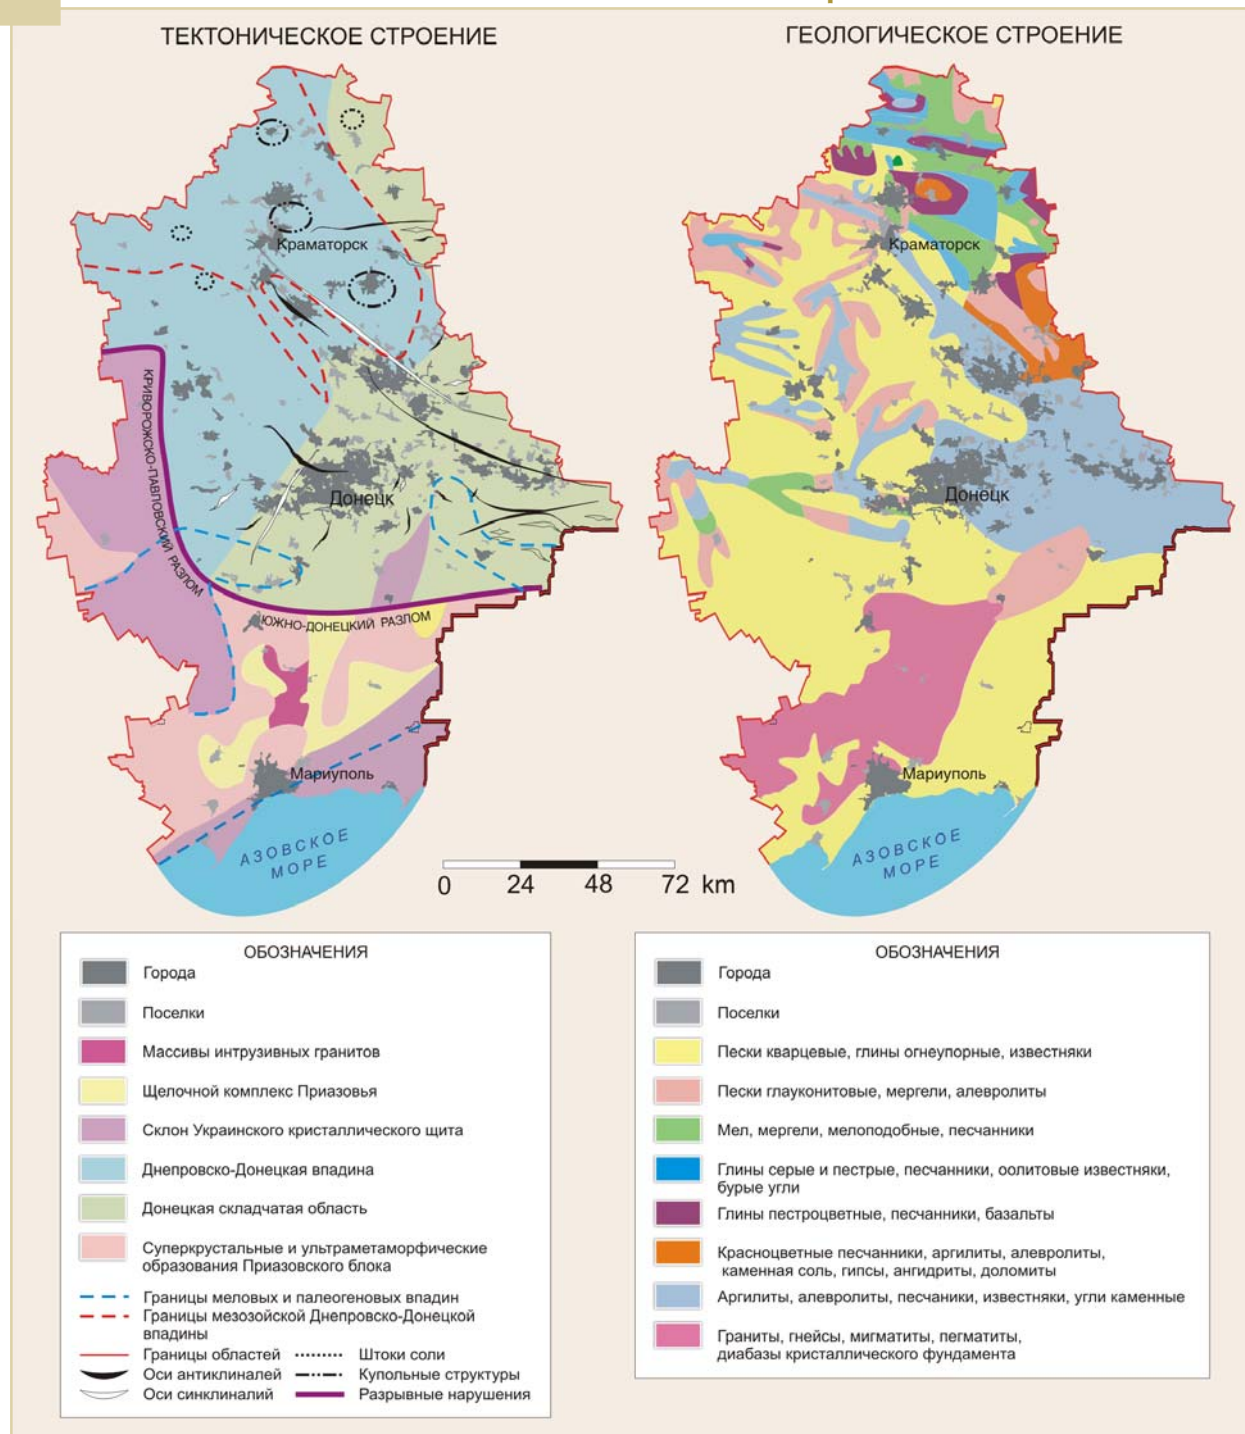 ТЕКТОНИЧЕСКОЕ СТРОЕНИЕ
Краматорск
КРИВОРОЖСКО-ПАВЛОВСКИЙ РАЗЛОМ
Донецк
ЮЖНО-ДОНЕЦКИЙ РАЗЛОМ
Мариуполь
АЗОВСКОЕ
МОРЕ
ГЕОЛОГИЧЕСКОЕ СТРОЕНИЕ
Краматорск
Донецк
Мариуполь
АЗОВСКОЕ
МОРЕ
0 24 48 72 km
ОБОЗНАЧЕНИЯ
Города
Поселки
Массивы интрузивных гранитов
Щелочной комплекс Приазовья
Склон Украинского кристаллического щита
Днепровско-Донецкая впадина
Донецкая складчатая область
Суперкрустальные и ультраметаморфические
образования Приазовского блока
Границы меловых и палеогеновых впадин
Границы мезозойской Днепровско-Донецкой
впадины
Границы областей
Штоки соли
Оси антиклиналей
Купольные структуры
Оси синклиналий
Разрывные нарушения
ОБОЗНАЧЕНИЯ
Города
Поселки
Пески кварцевые, глины огнеупорные, известняки
Пески глауконитовые, мергели, алевролиты
Мел, мергели, мелоподобные, песчанники
Глины серые и пестрые, песчанники, оолитовые известняки,
бурые угли
Глины пестроцветные, песчанники, базальты
Красноцветные песчанники, аргилиты, алевролиты,
каменная соль, гипсы, ангидриты, доломиты
Аргилиты, алевролиты, песчаники, известняки, угли каменные
Граниты, гнейсы, мигматиты, пегматиты,
диабазы кристаллического фундамента